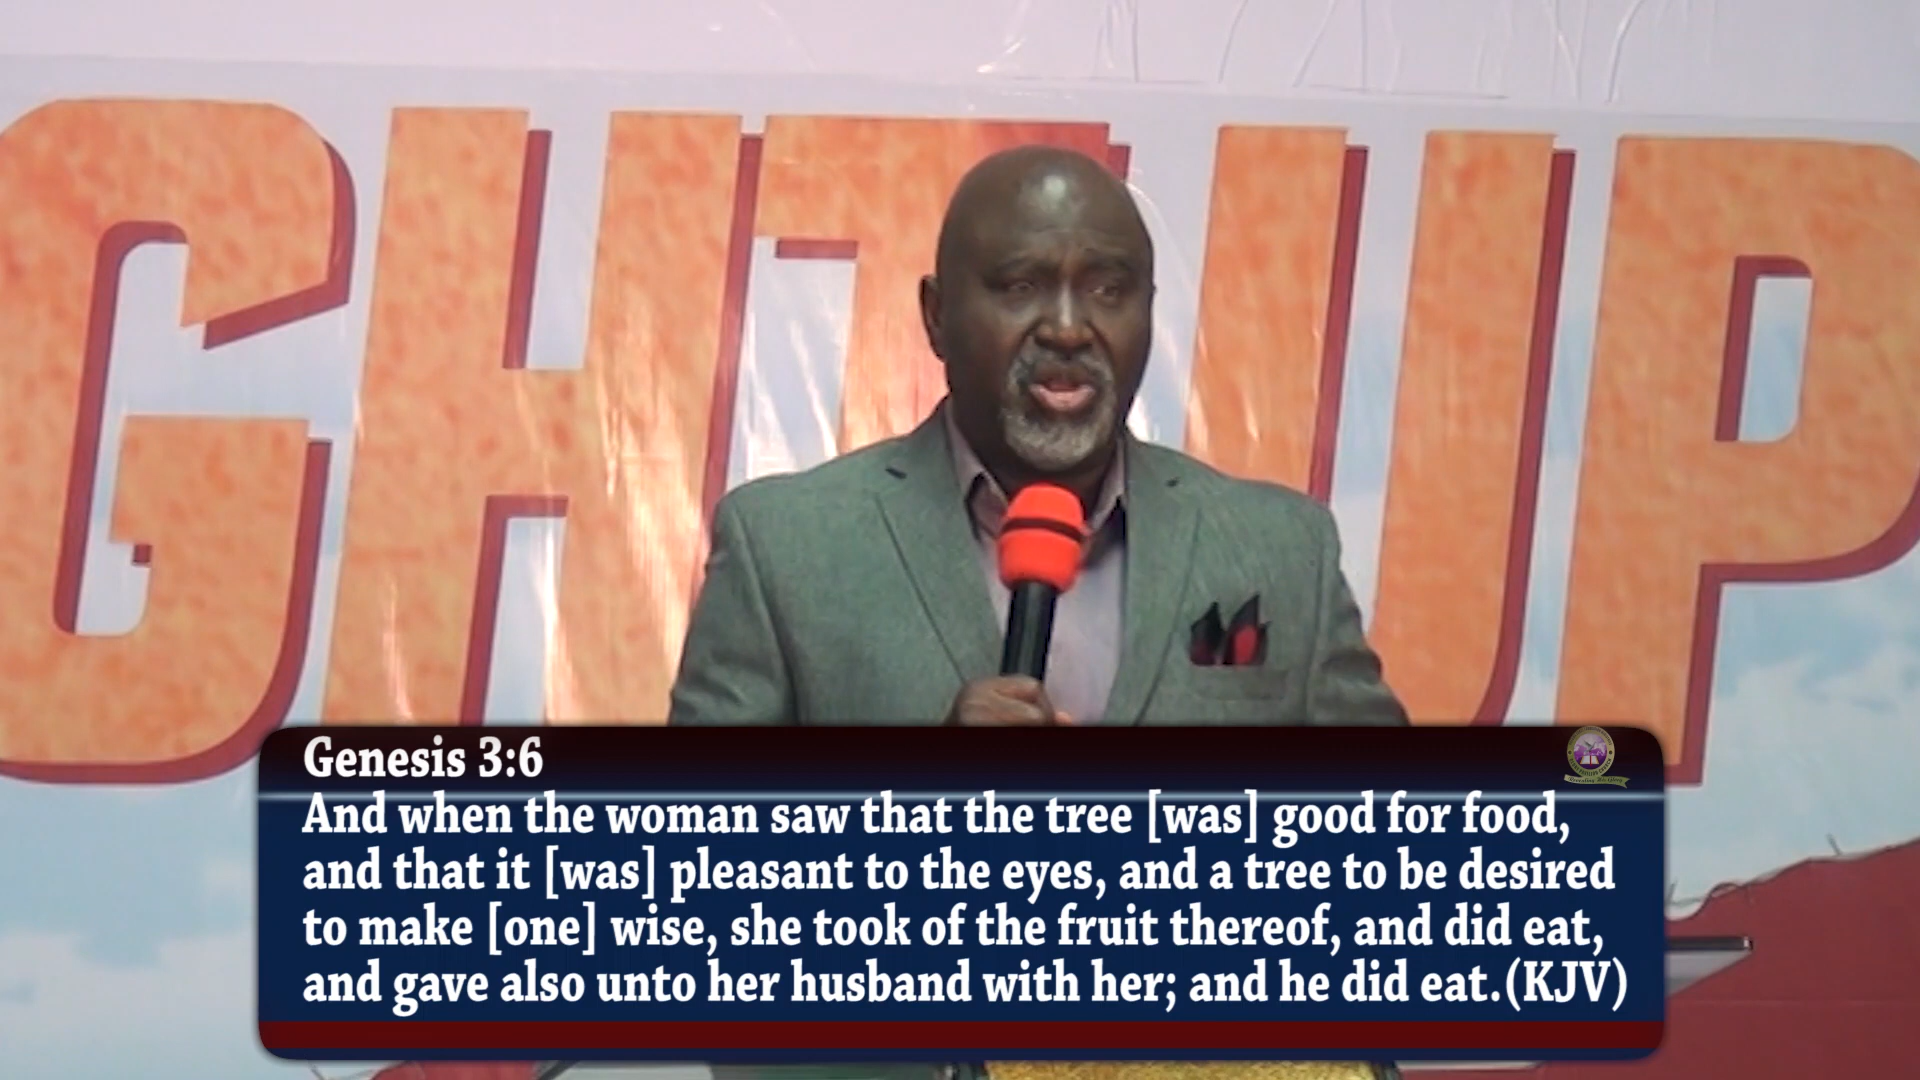 GHT UP
Genesis 3:6
And when the woman saw that the tree [was] good for food,
and that it [was] pleasant to the eyes, and a tree to be desired
to make [one] wise, she took of the fruit thereof, and did eat,
and gave also unto her husband with her; and he did eat.(KJV)